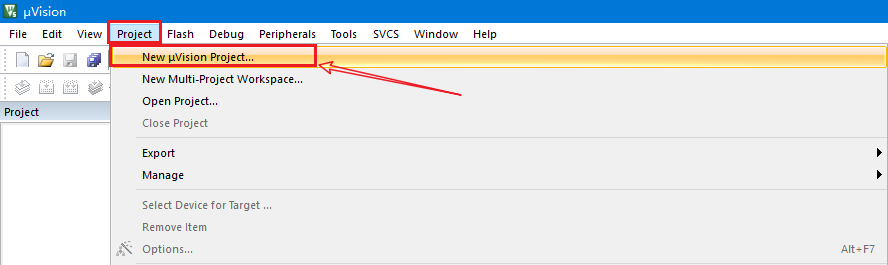 µVision
File Edit View Project Flash Debug Peripherals Tools SVCS Window Help
New µVision Project...
New Multi-Project Workspace...
Open Project...
Close Project
Project
Export
Manage
Select Device for Target ...
Remove Item
Options... Alt+F7